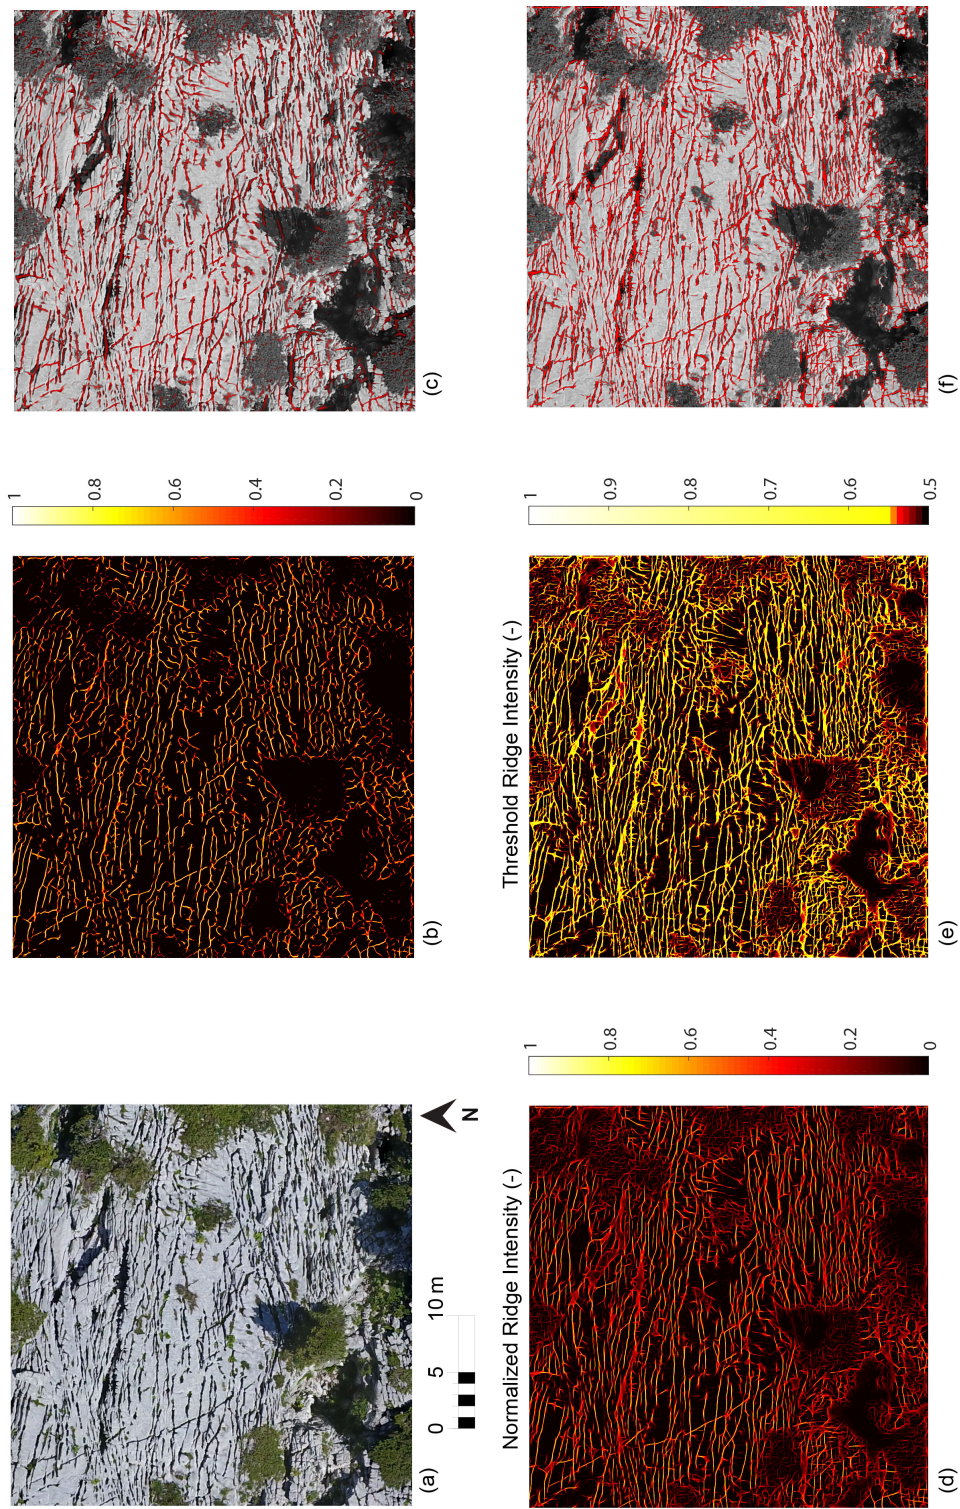 (a)
0 5 10 m
N
(b)
1
0.8
0.6
0.4
0.2
0
(c)
Normalized Ridge Intensity (-)
(d)
1
0.8
0.6
0.4
0.2
0
Threshold Ridge Intensity (-)
(e)
1
0.9
0.8
0.7
0.6
0.5
(f)